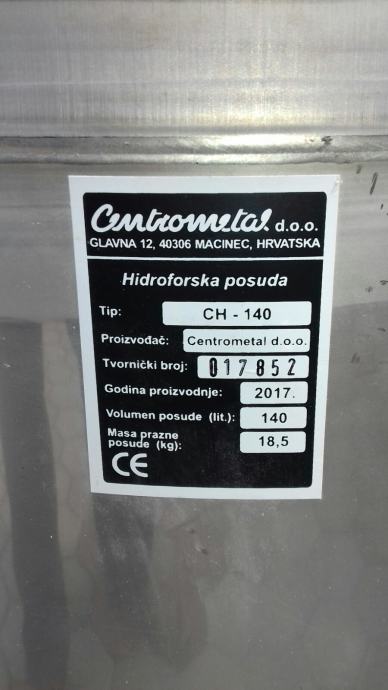 Centrometal d.o.o.
GLAVNA 12, 40306 MACINEC, HRVATSKA
Hidroforska posuda
Tip: CH - 140
Proizvođač: Centrometal d.o.o.
Tvornički broj: 017852
Godina proizvodnje: 2017.
Volumen posude (lit.): 140
Masa prazne
posude (kg): 18,5
CE